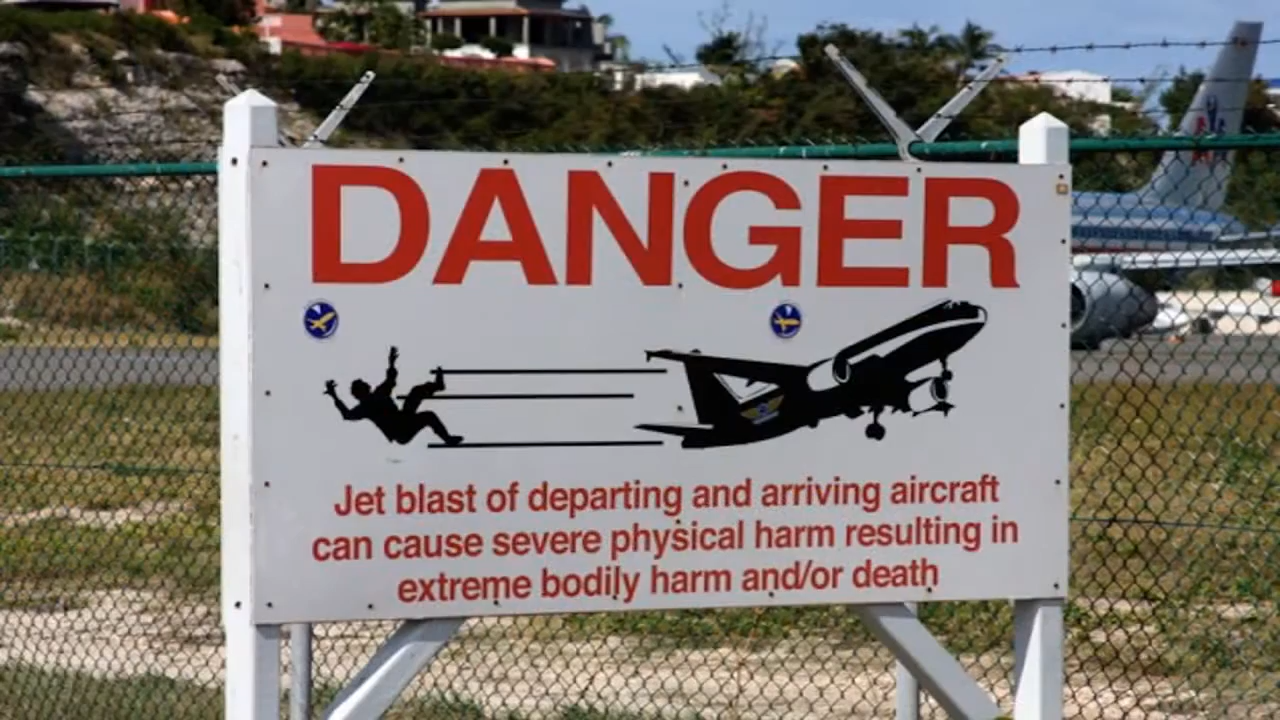 DANGER
Jet blast of departing and arriving aircraft
can cause severe physical harm resulting in
extreme bodily harm and/or death